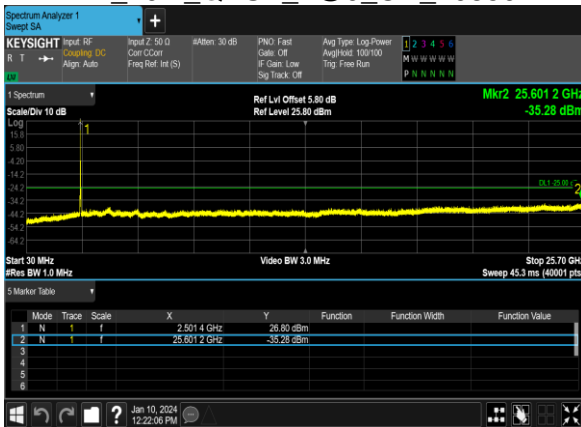 Spectrum Analyzer 1
Swept SA
+
KEYSIGHT Input: RF Input Z: 50 Ω #Atten: 30 dB PNO: Fast Avg Type: Log-Power 1 2 3 4 5 6
R T Coupling: DC Corr CCorr Gate: Off Avg|Hold: 100/100 M W W W W W
Align: Auto Freq Ref: Int (S) IF Gain: Low Trig: Free Run
LV Sig Track: Off P N N N N N
1 Spectrum Ref Lvl Offset 5.80 dB Mkr2 25.601 2 GHz
Scale/Div 10 dB Ref Level 25.80 dBm -35.28 dBm
Log
15.8 1
5.80
-4.20
-14.2
-24.2 DL1 -25.00 2
-34.2
-44.2
-54.2
-64.2
Start 30 MHz Video BW 3.0 MHz Stop 25.70 GHz
#Res BW 1.0 MHz Sweep 45.3 ms (40001 pts
5 Marker Table
Mode Trace Scale X Y Function Function Width Function Value
1 N 1 f 2.501 4 GHz 26.80 dBm
2 N 1 f 25.601 2 GHz -35.28 dBm
3
4
5
6
? Jan 10, 2024
12:22:06 PM